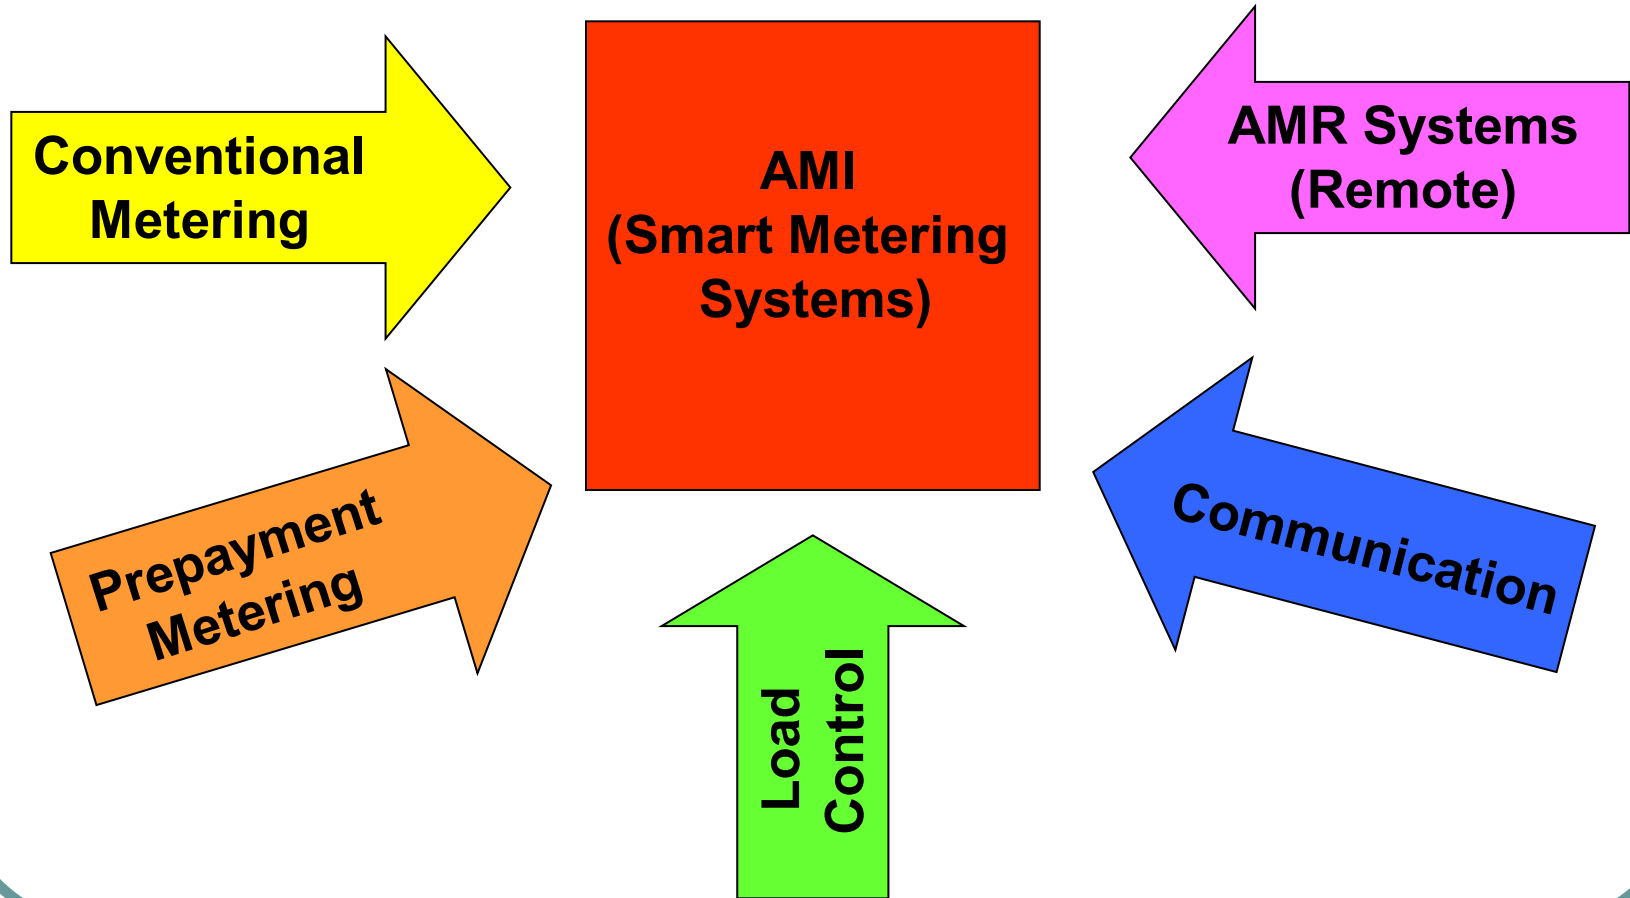 Conventional
Metering
AMI
(Smart Metering
Systems)
AMR Systems
(Remote)
Prepayment
Metering
Load
Control
Communication